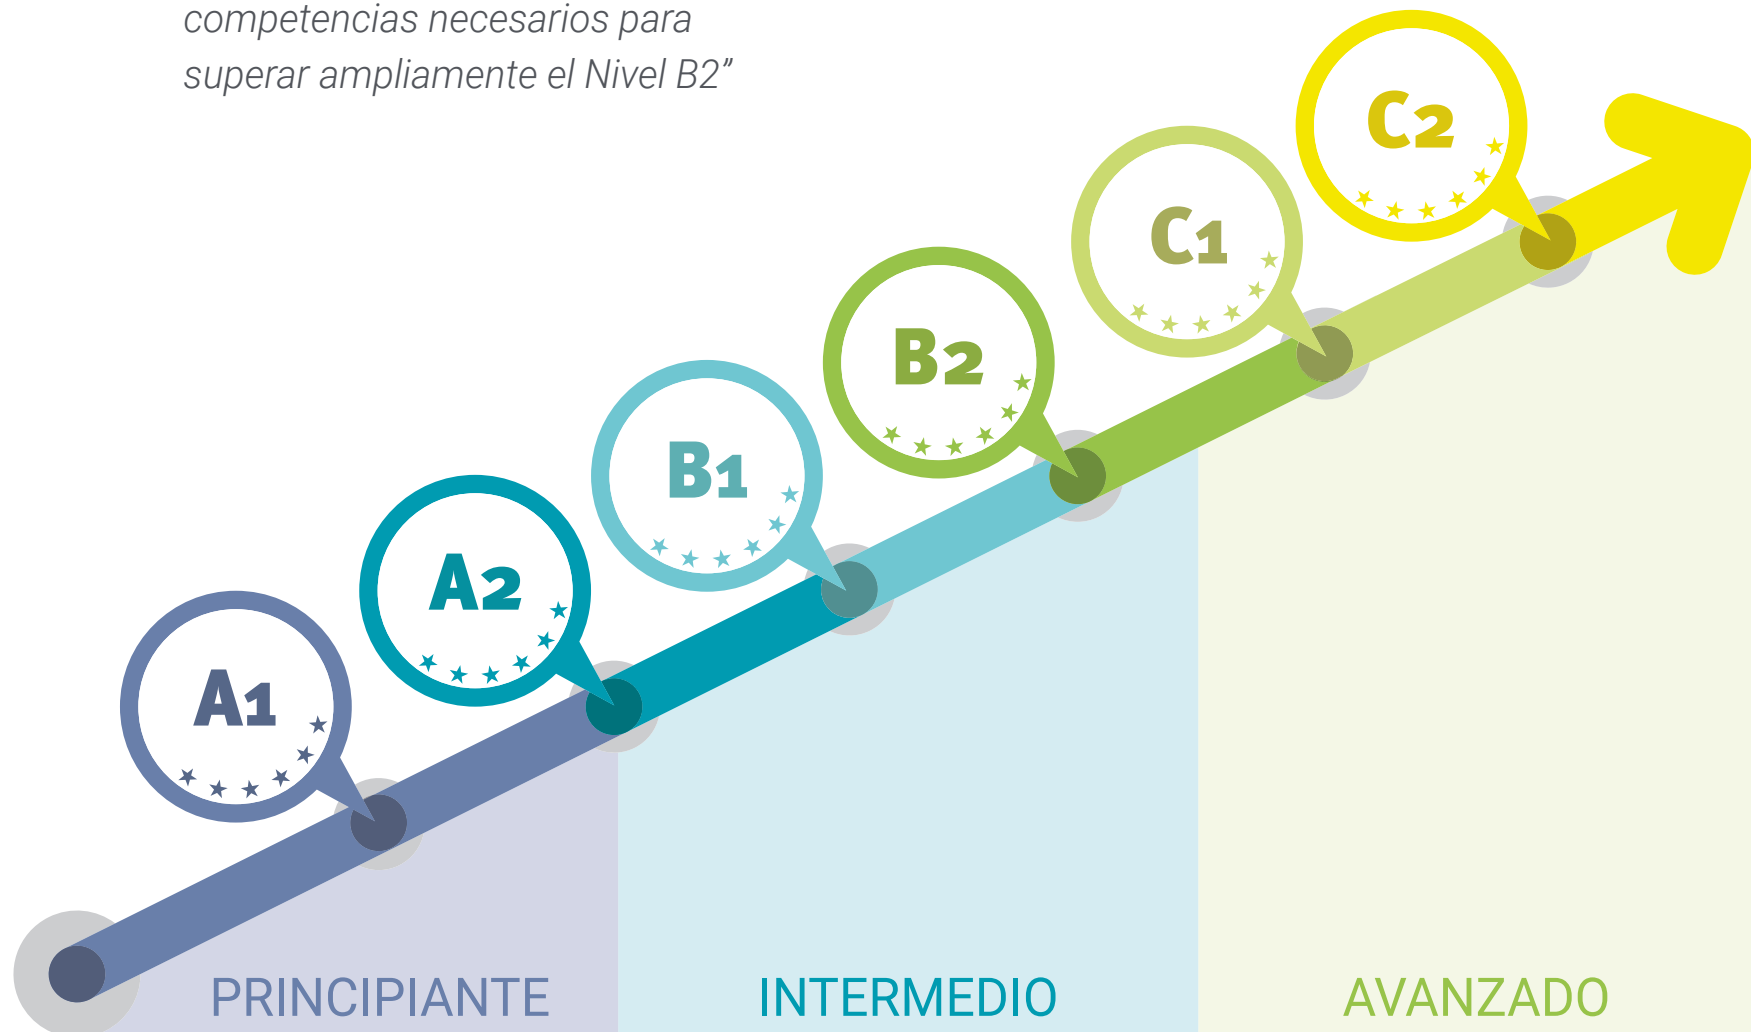 competencias necesarios para
superar ampliamente el Nivel B2”
C2
C1
B2
B1
A2
A1
PRINCIPIANTE
INTERMEDIO
AVANZADO